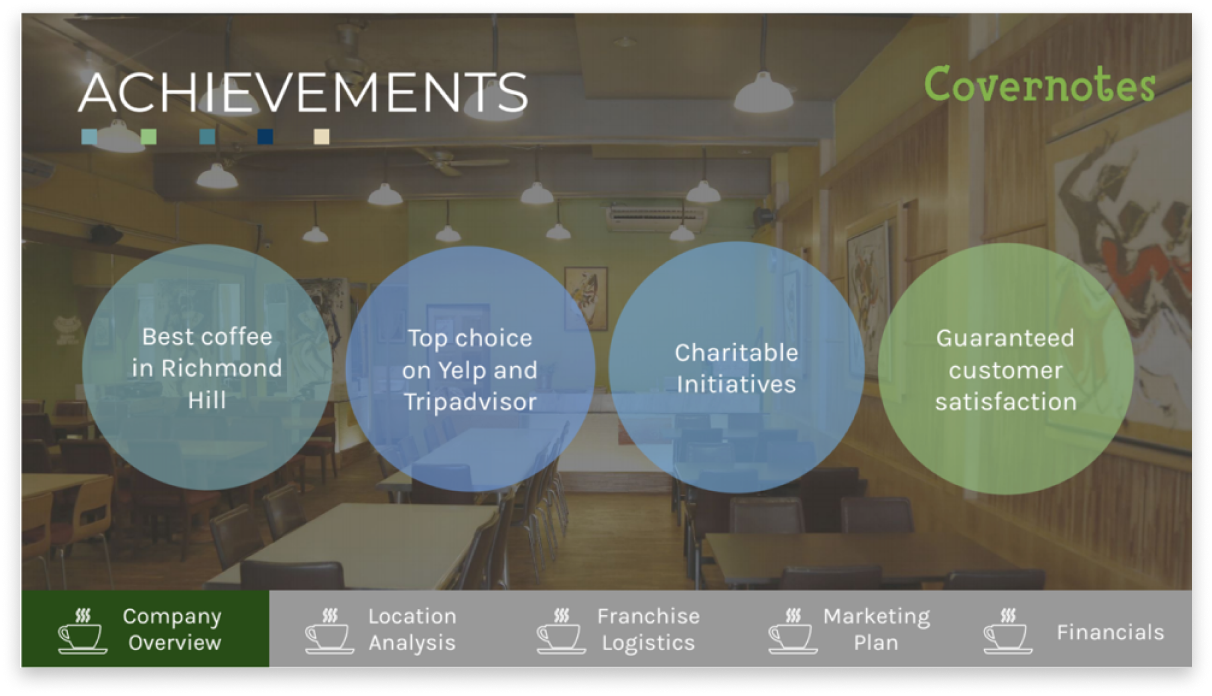 ACHIEVEMENTS
Covernotes
Best coffee
in Richmond
Hill
Top choice
on Yelp and
Tripadvisor
Charitable
Initiatives
Guaranteed
customer
satisfaction
Company
Overview
Location
Analysis
Franchise
Logistics
Marketing
Plan
Financials